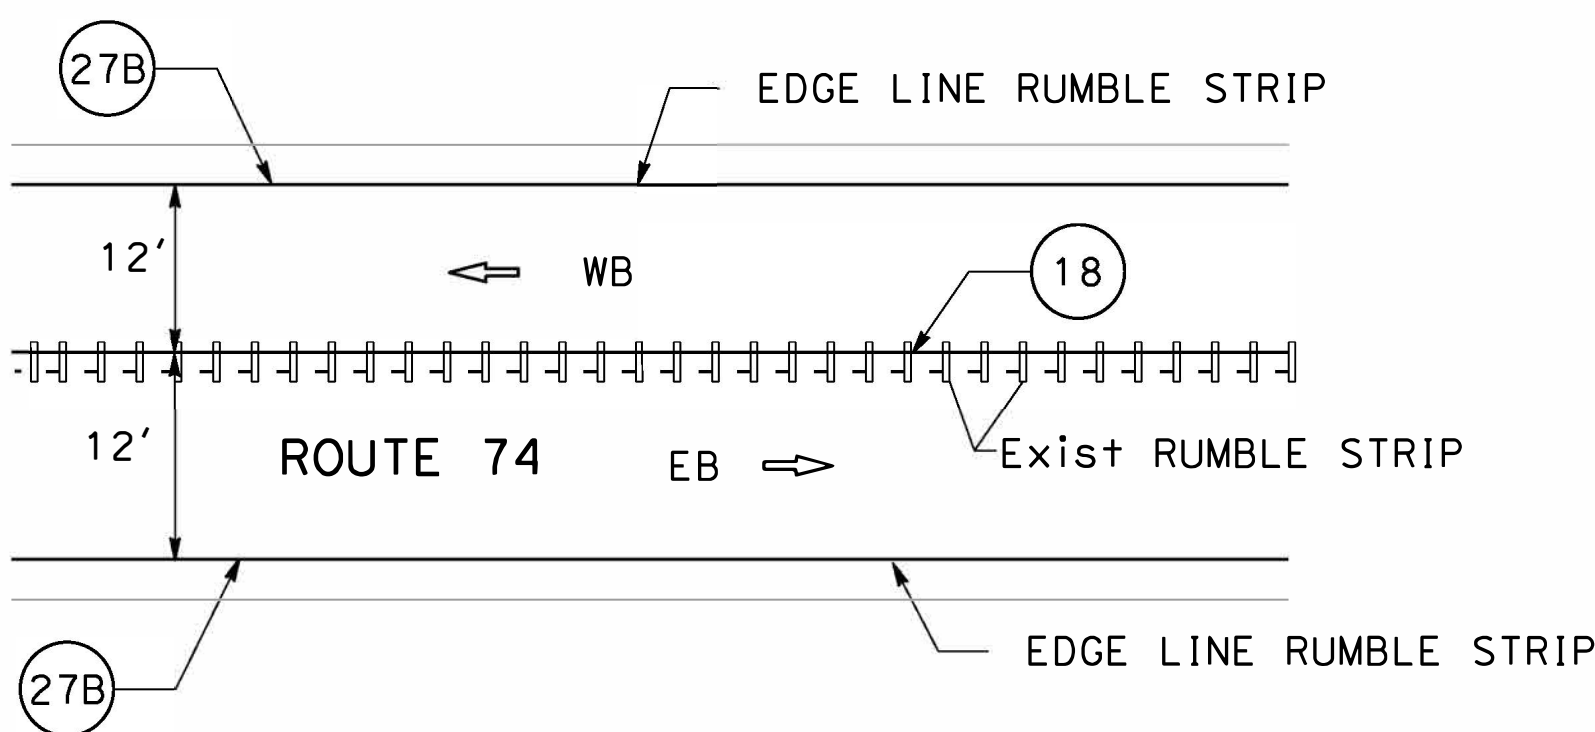 27B
EDGE LINE RUMBLE STRIP
12'
WB
18
12'
ROUTE 74
EB
Exist RUMBLE STRIP
EDGE LINE RUMBLE STRIP
27B